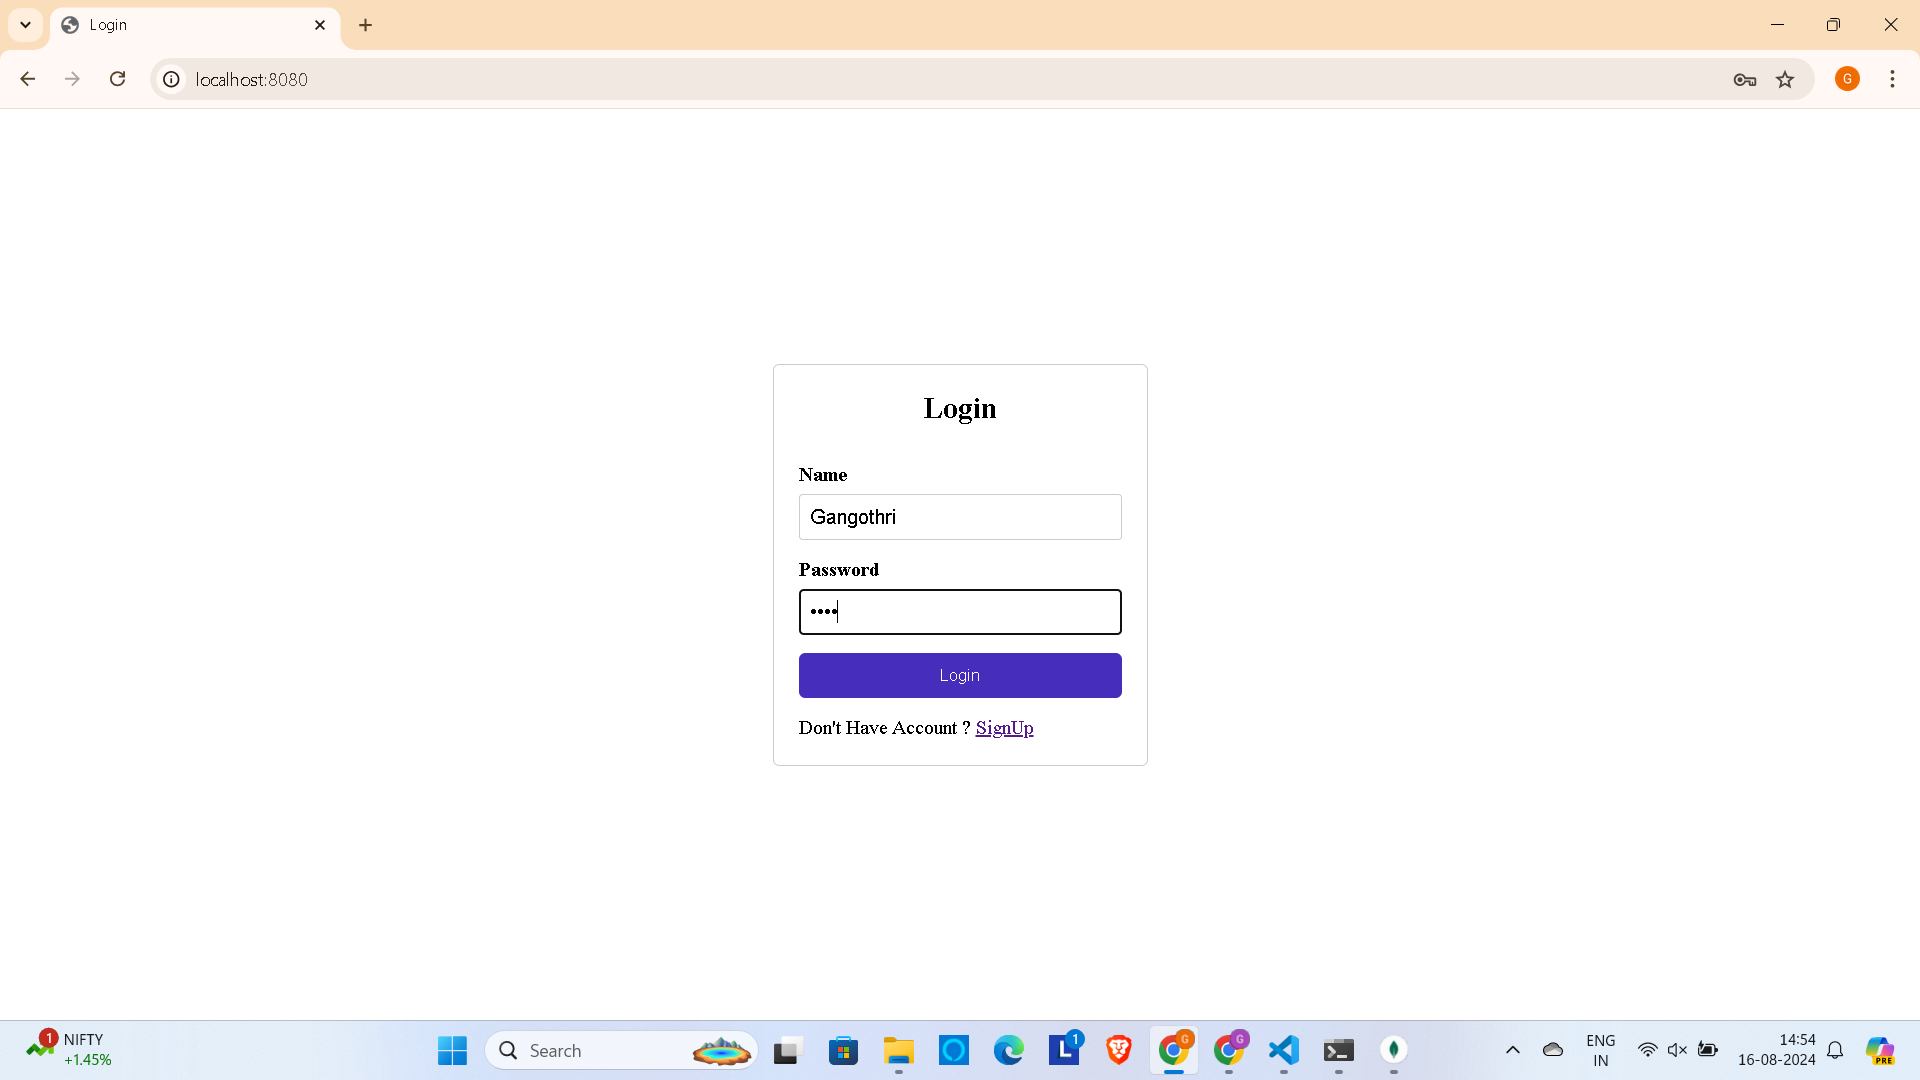 Login
localhost:8080
G
Login
Name
Gangothri
Password
••••
Login
Don't Have Account ? SignUp
1
NIFTY
+1.45%
Search
L
1
G
G
ENG
IN
14:54
16-08-2024
PRE